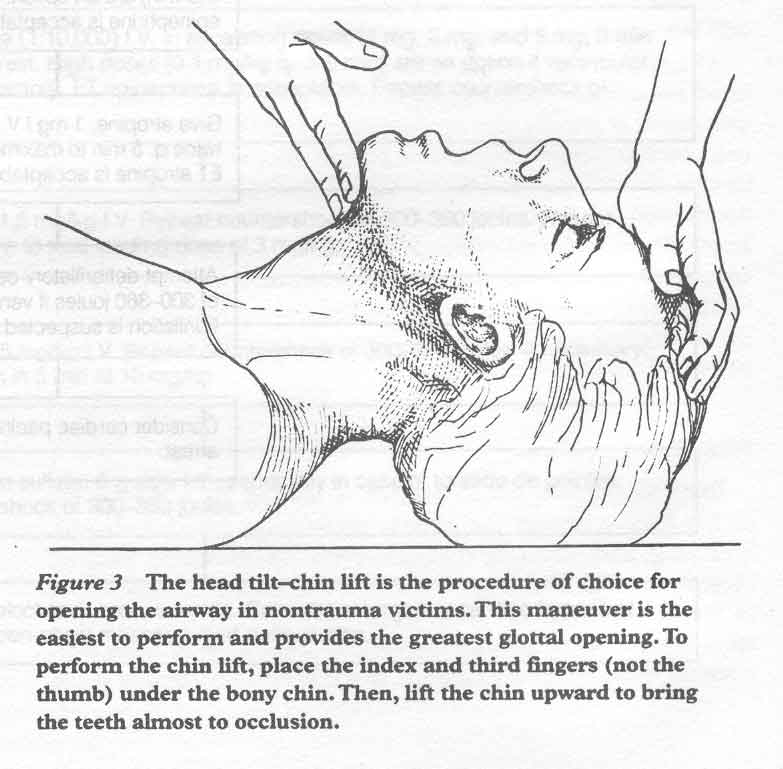 Figure 3 The head tilt–chin lift is the procedure of choice for
opening the airway in nontrauma victims. This maneuver is the
easiest to perform and provides the greatest glottal opening. To
perform the chin lift, place the index and third fingers (not the
thumb) under the bony chin. Then, lift the chin upward to bring
the teeth almost to occlusion.